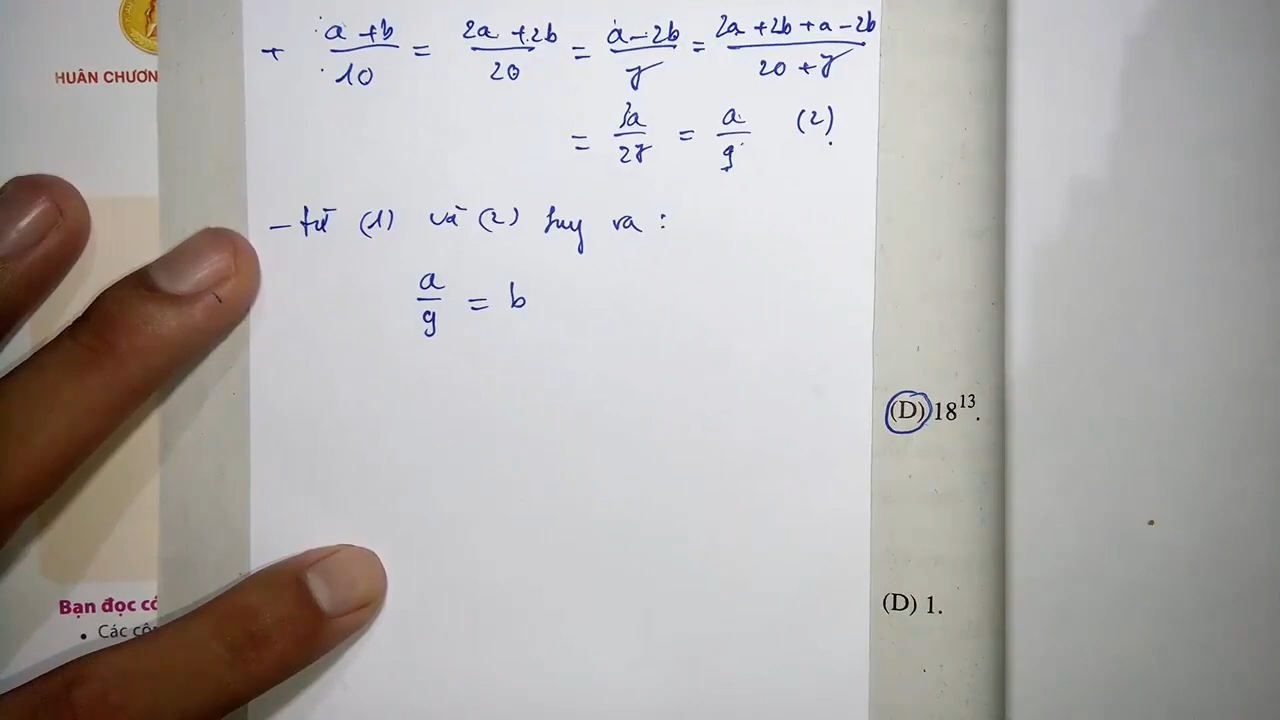 HUÂN CHƯƠN
+ a+b/10 = 2a+2b/20 = a-2b/7 = 2a+2b+a-2b/20+7
= 3a/27 = a/9 (2)
- từ (1) và (2) suy ra :
a/9 = b
(D) 18¹³.
(D) 1.
Bạn đọc có
• Các côn